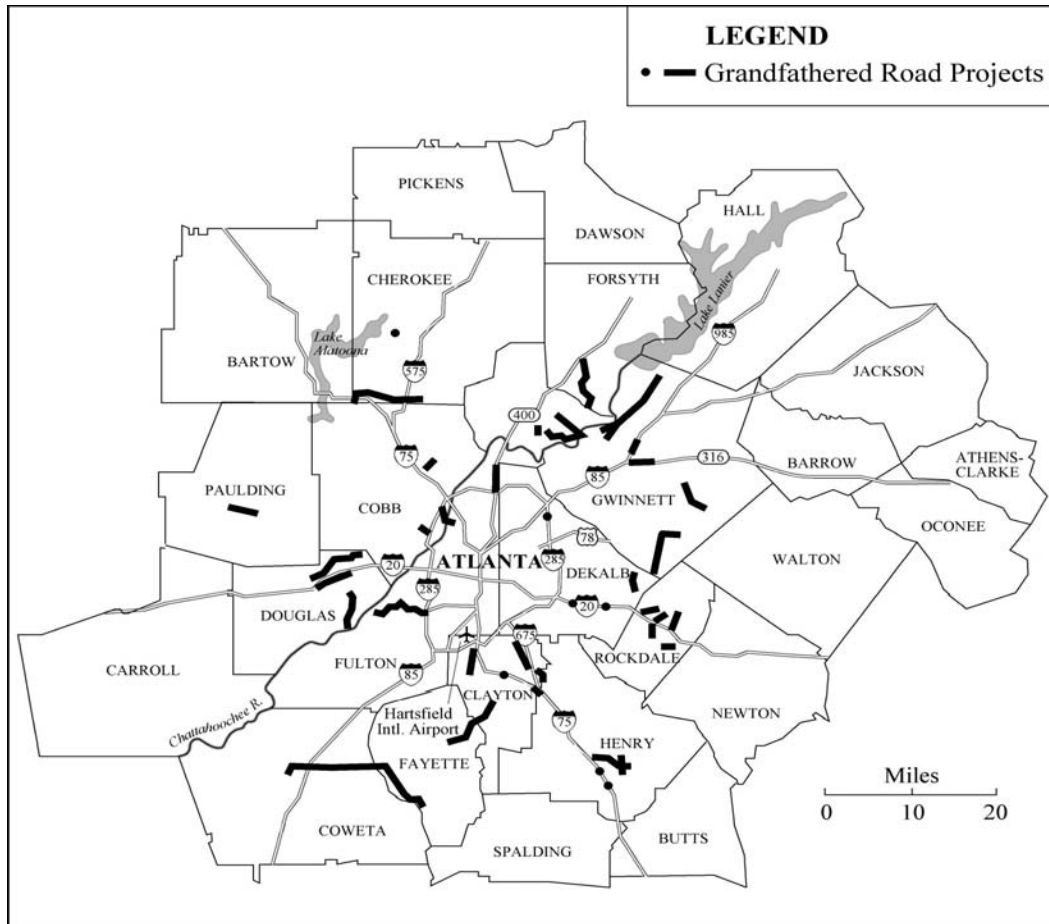 LEGEND
Grandfathered Road Projects
PICKENS
HALL
DAWSON
CHEROKEE
FORSYTH
Lake Lanier
985
Lake
Alatoona
BARTOW
575
JACKSON
400
75
316
ATHENS-
CLARKE
BARROW
85
GWINNETT
PAULDING
COBB
OCONEE
78
WALTON
ATLANTA
285
20
DEKALB
285
20
DOUGLAS
675
FULTON
ROCKDALE
CARROLL
85
CLAYTON
Hartsfield
Intl. Airport
75
NEWTON
Chattahoochee R.
HENRY
FAYETTE
Miles
0 10 20
COWETA
BUTTS
SPALDING